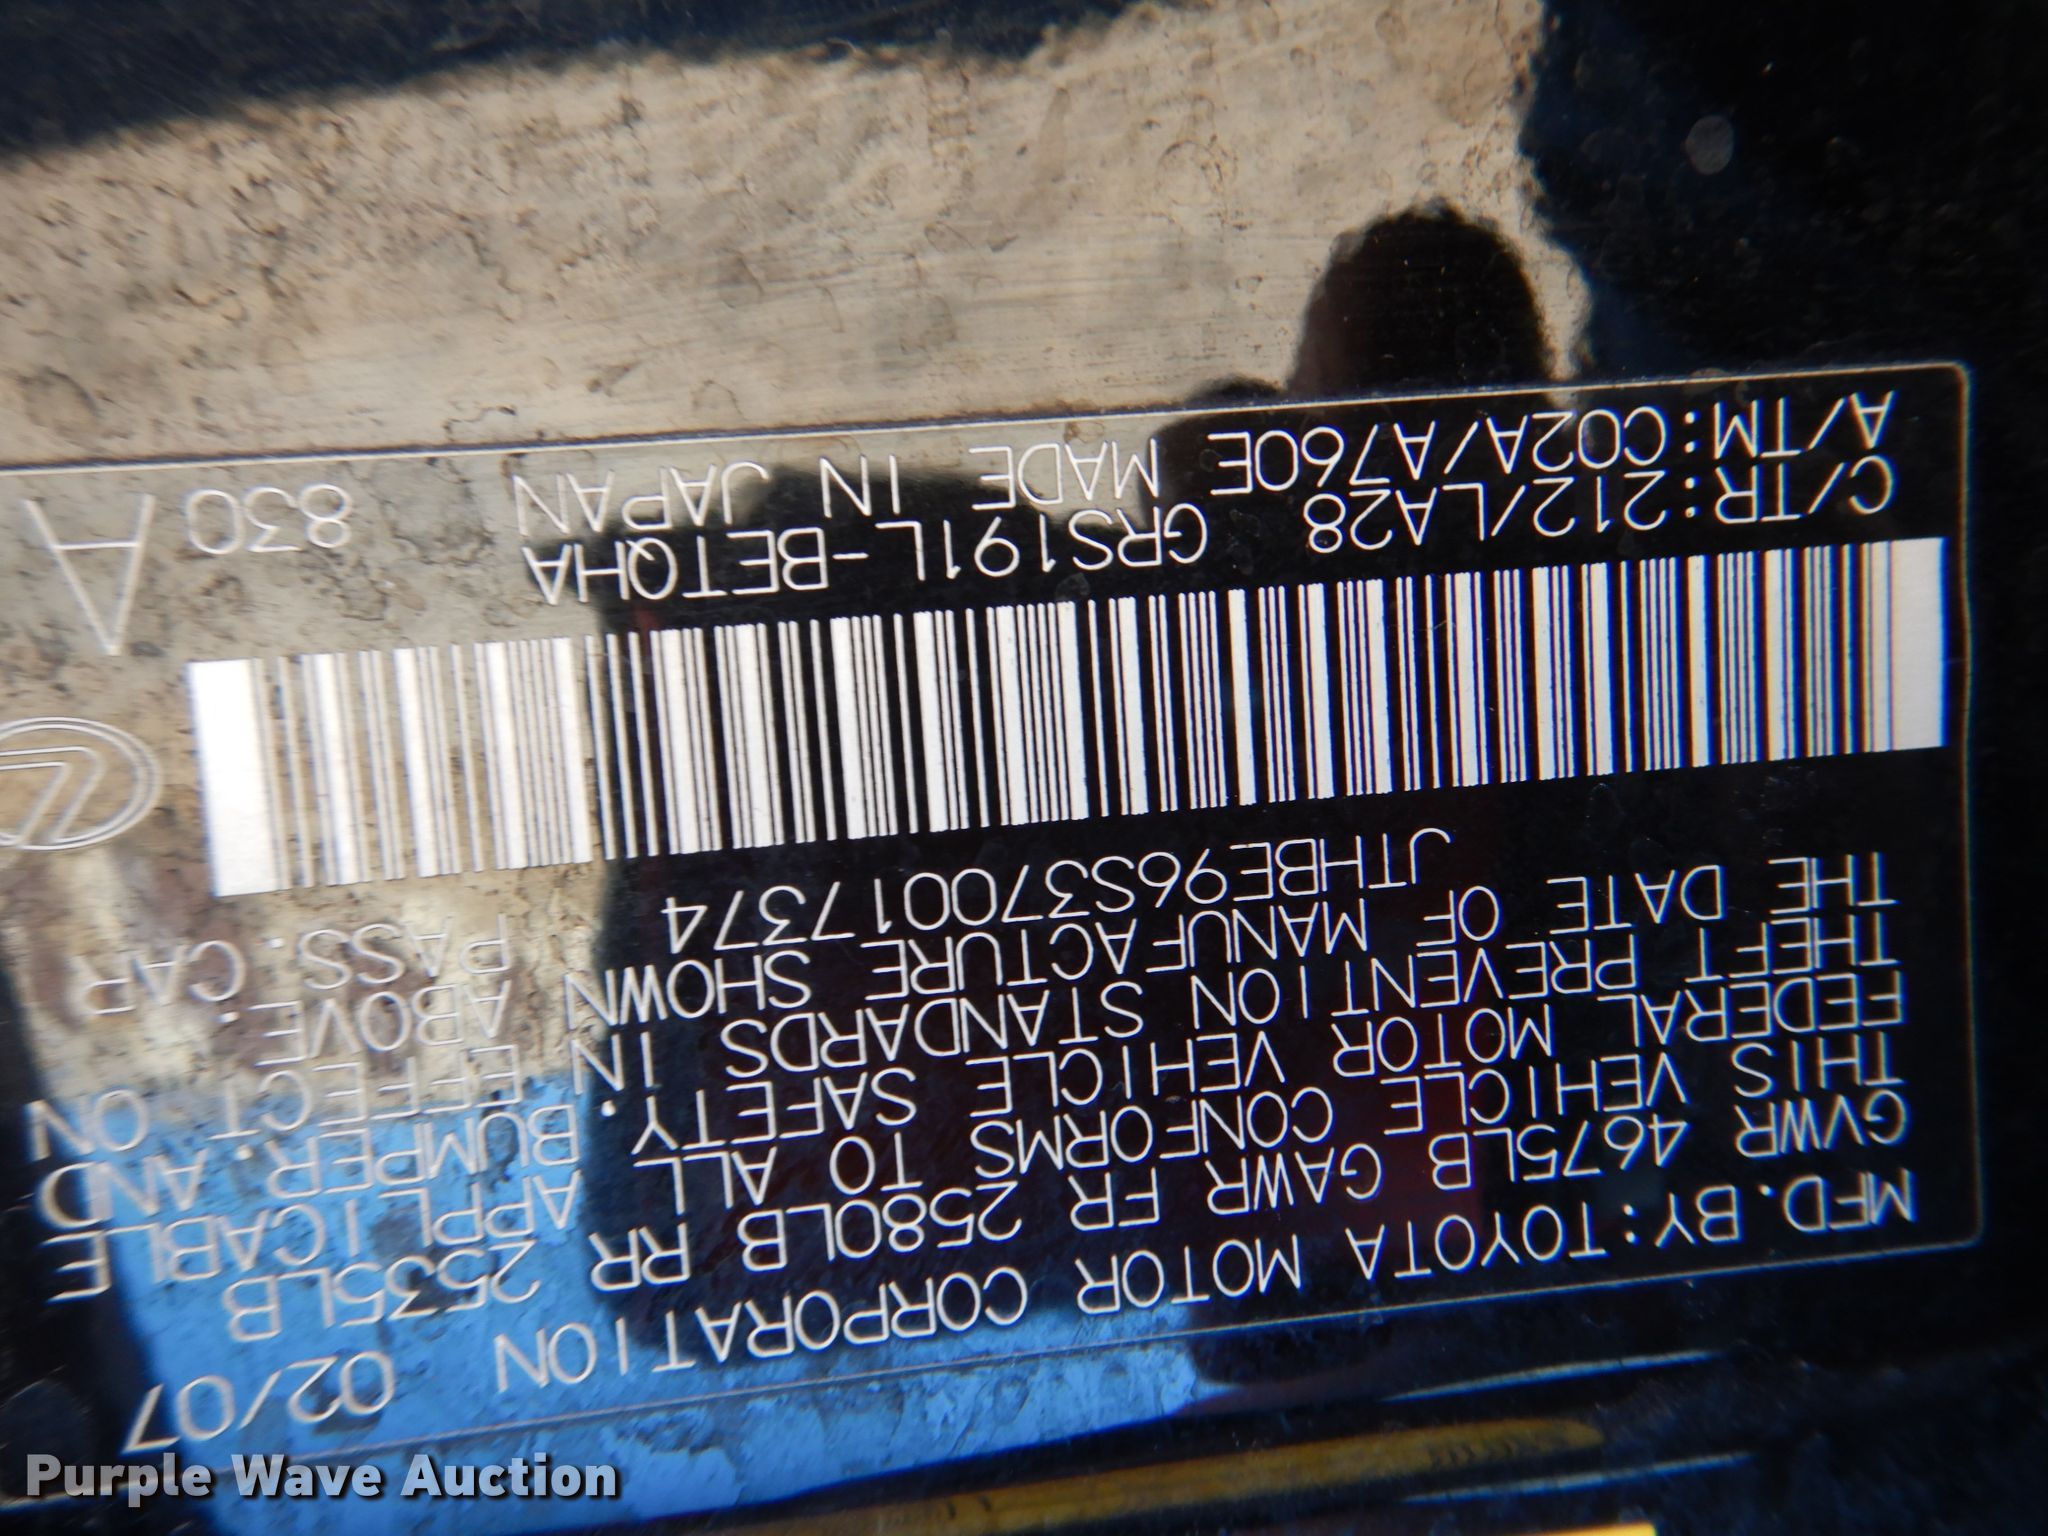 MFD. BY: TOYOTA MOTOR CORPORATION 02/07
GVWR 4675LB GAWR FR 2580LB RR 2535LB
THIS VEHICLE CONFORMS TO ALL APPLICABLE
FEDERAL MOTOR VEHICLE SAFETY, BUMPER, AND
THEFT PREVENTION STANDARDS IN EFFECT ON
THE DATE OF MANUFACTURE SHOWN ABOVE.
JTHBE96S370017374 PASS. CAR
C/TR: 212/LA28 GRS191L-BETQHA
A/TM: C02A/A760E MADE IN JAPAN 830
A
Purple Wave Auction